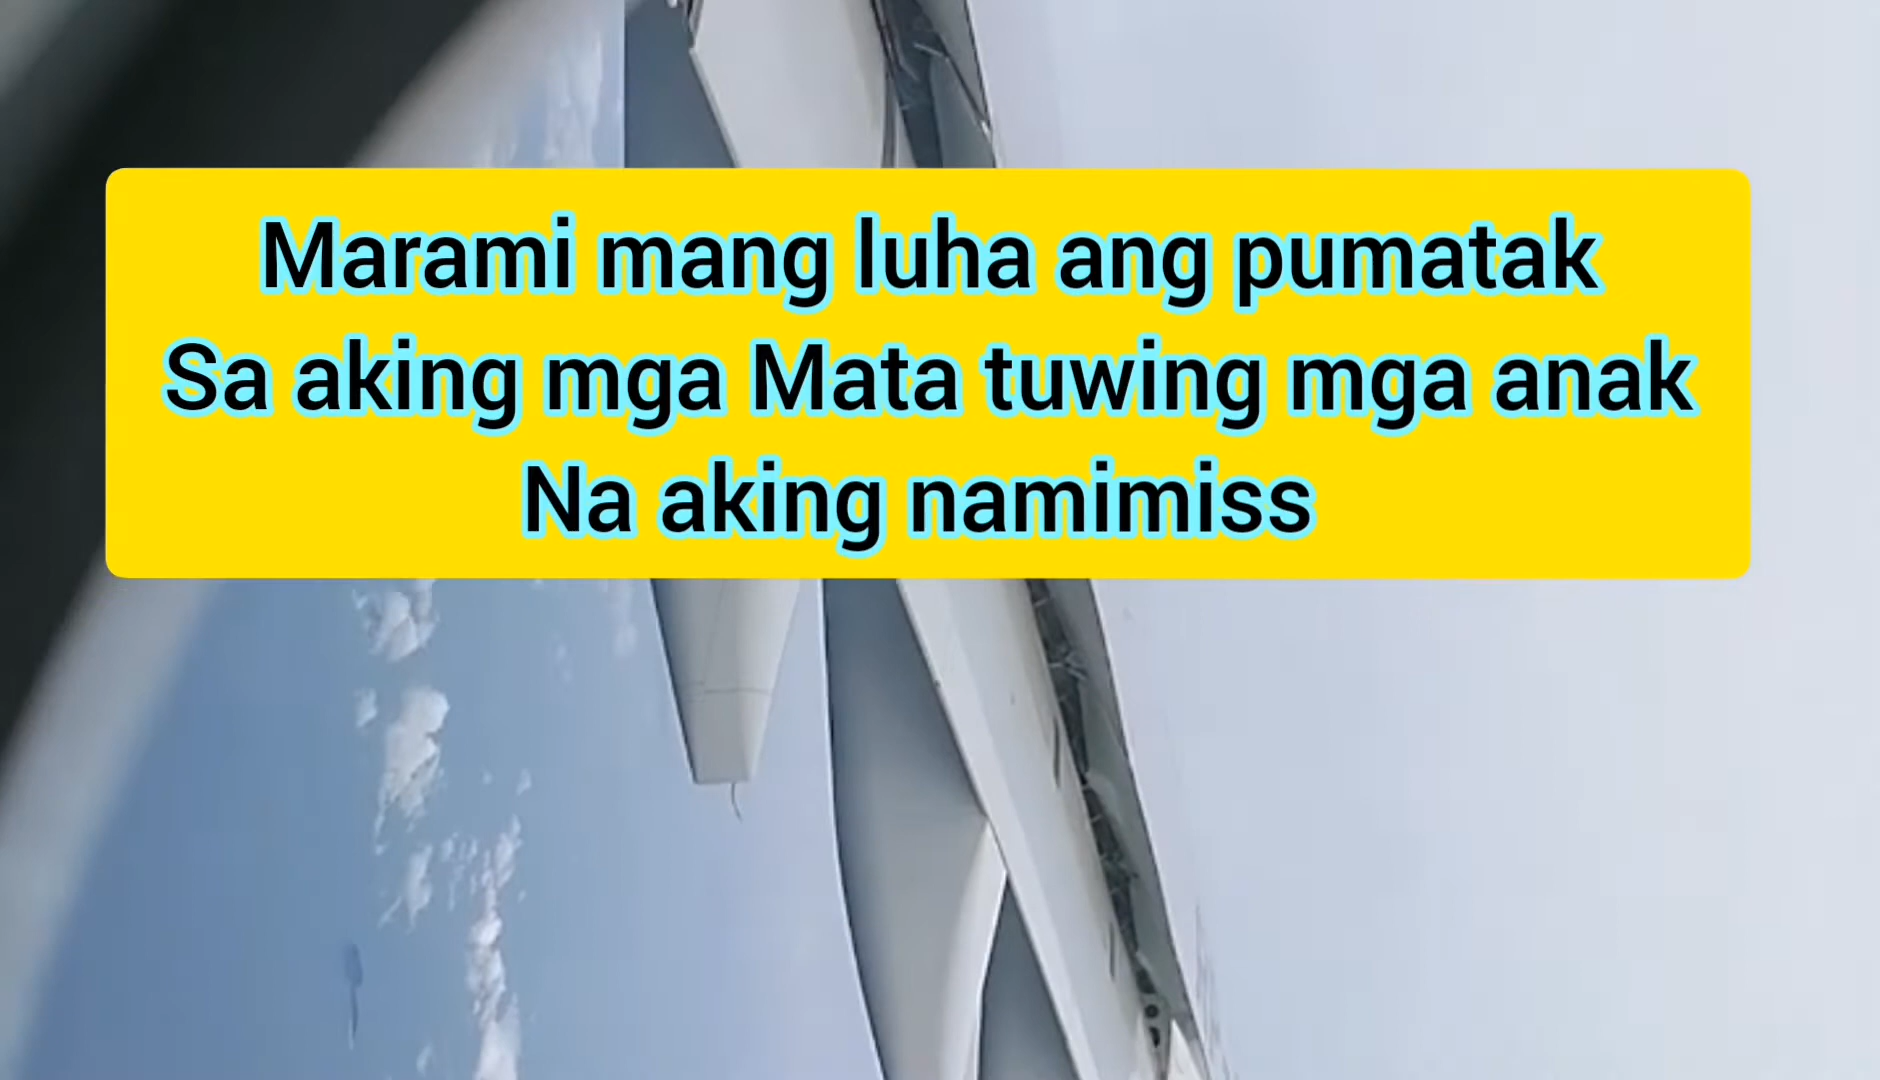 Marami mang luha ang pumatak
Sa aking mga Mata tuwing mga anak
Na aking namimiss